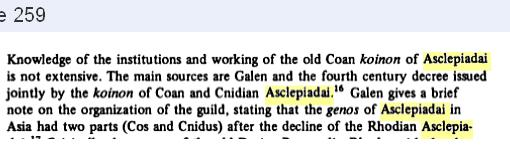 e 259
Knowledge of the institutions and working of the old Coan koinon of Asclepiadai
is not extensive. The main sources are Galen and the fourth century decree issued
jointly by the koinon of Coan and Cnidian Asclepiadai.¹⁶ Galen gives a brief
note on the organization of the guild, stating that the genos of Asclepiadai in
Asia had two parts (Cos and Cnidus) after the decline of the Rhodian Asclepia-